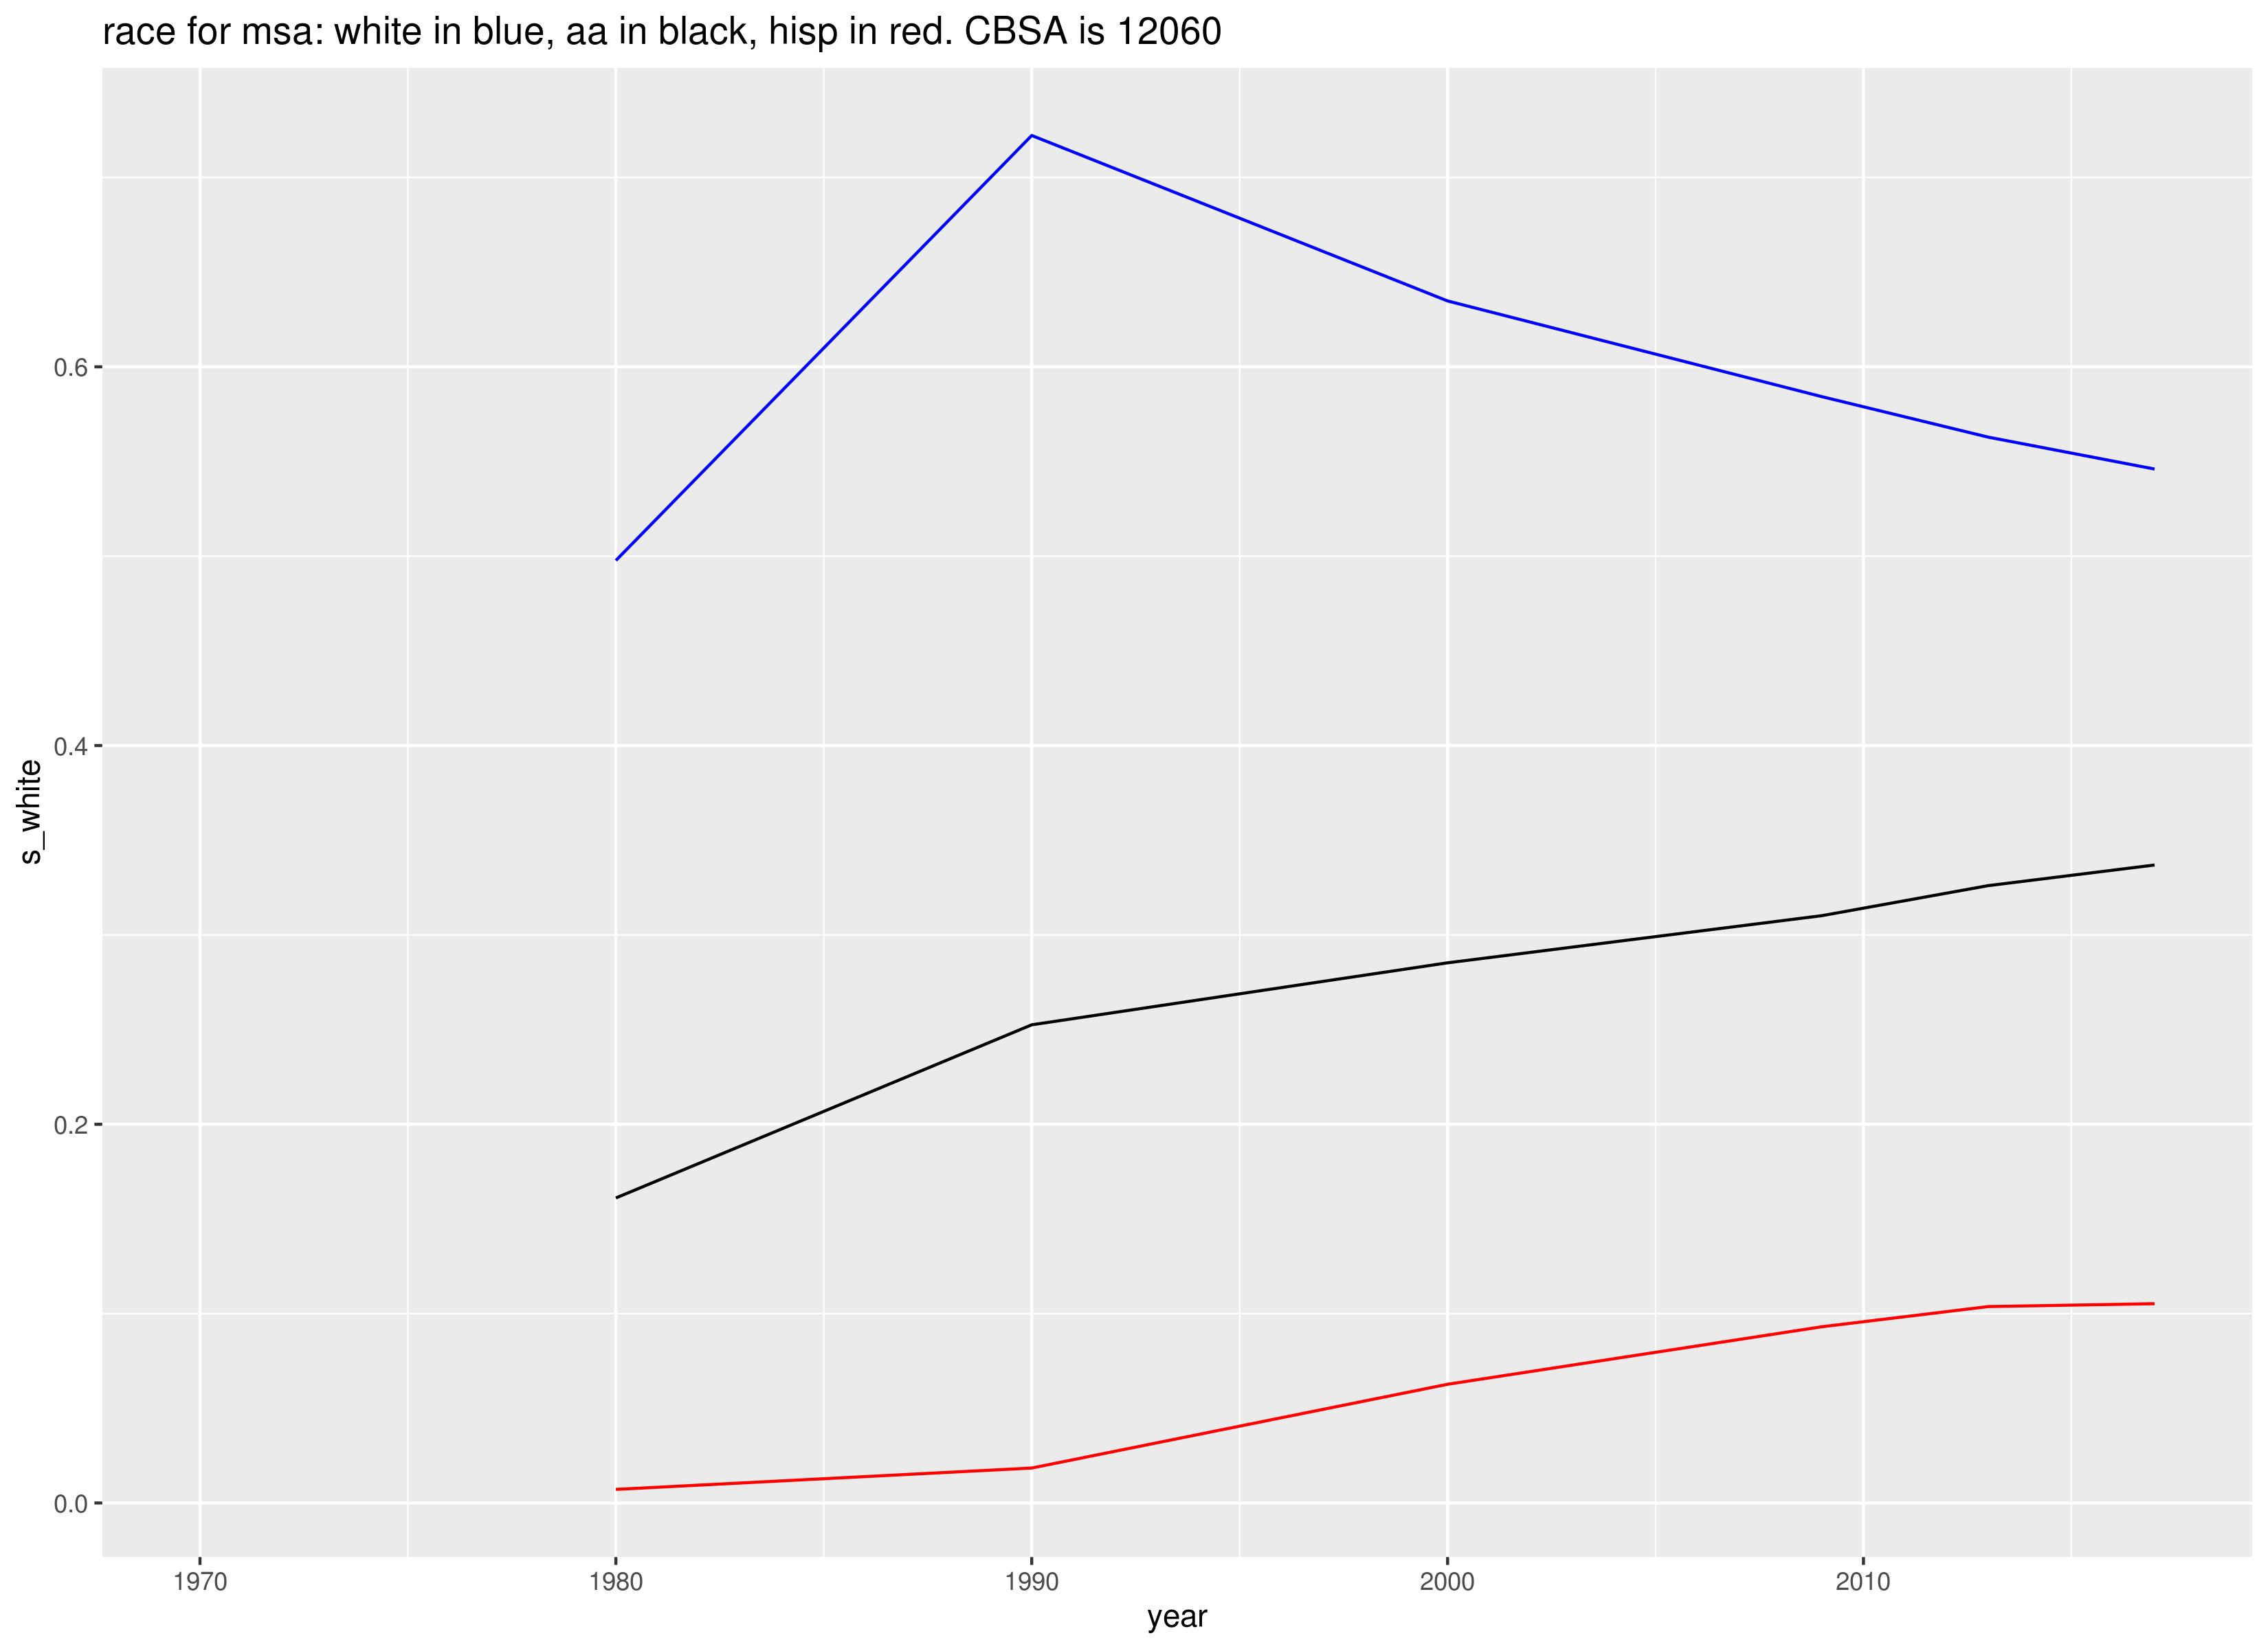 race for msa: white in blue, aa in black, hisp in red. CBSA is 12060
s_white
0.6
0.4
0.2
0.0
1970 1980 1990 2000 2010
year